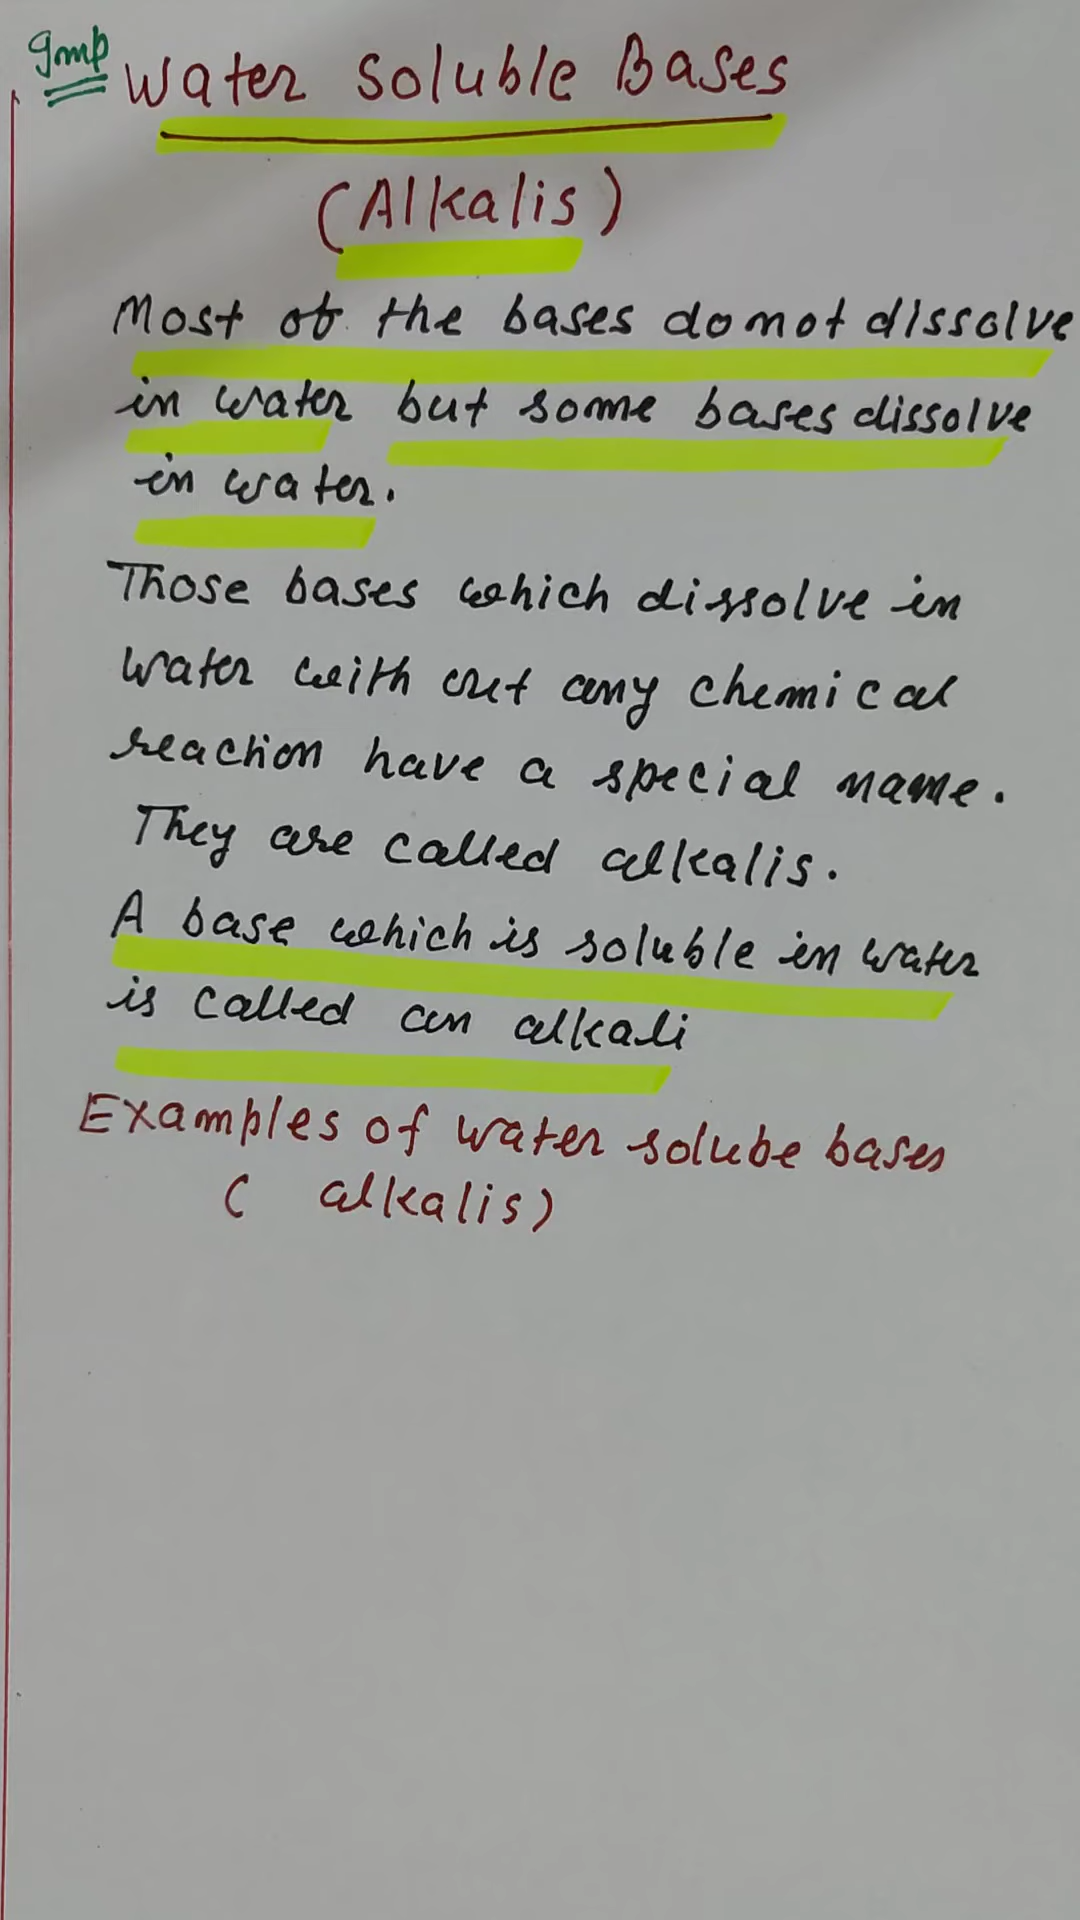 Imp
Water Soluble Bases
(Alkalis)
Most of the bases do not dissolve
in water but some bases dissolve
in water.
Those bases which dissolve in
water with out any chemical
reaction have a special name.
They are called alkalis.
A base which is soluble in water
is called an alkali
Examples of water solube bases
( alkalis)